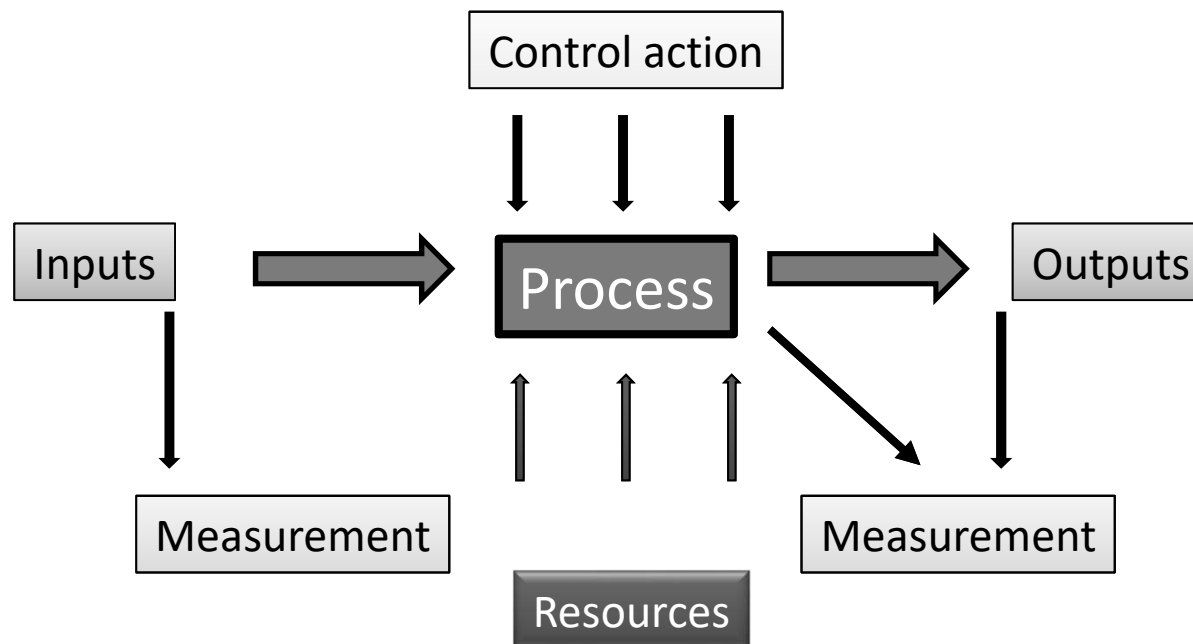 Control action
Inputs
Process
Outputs
Measurement
Measurement
Resources